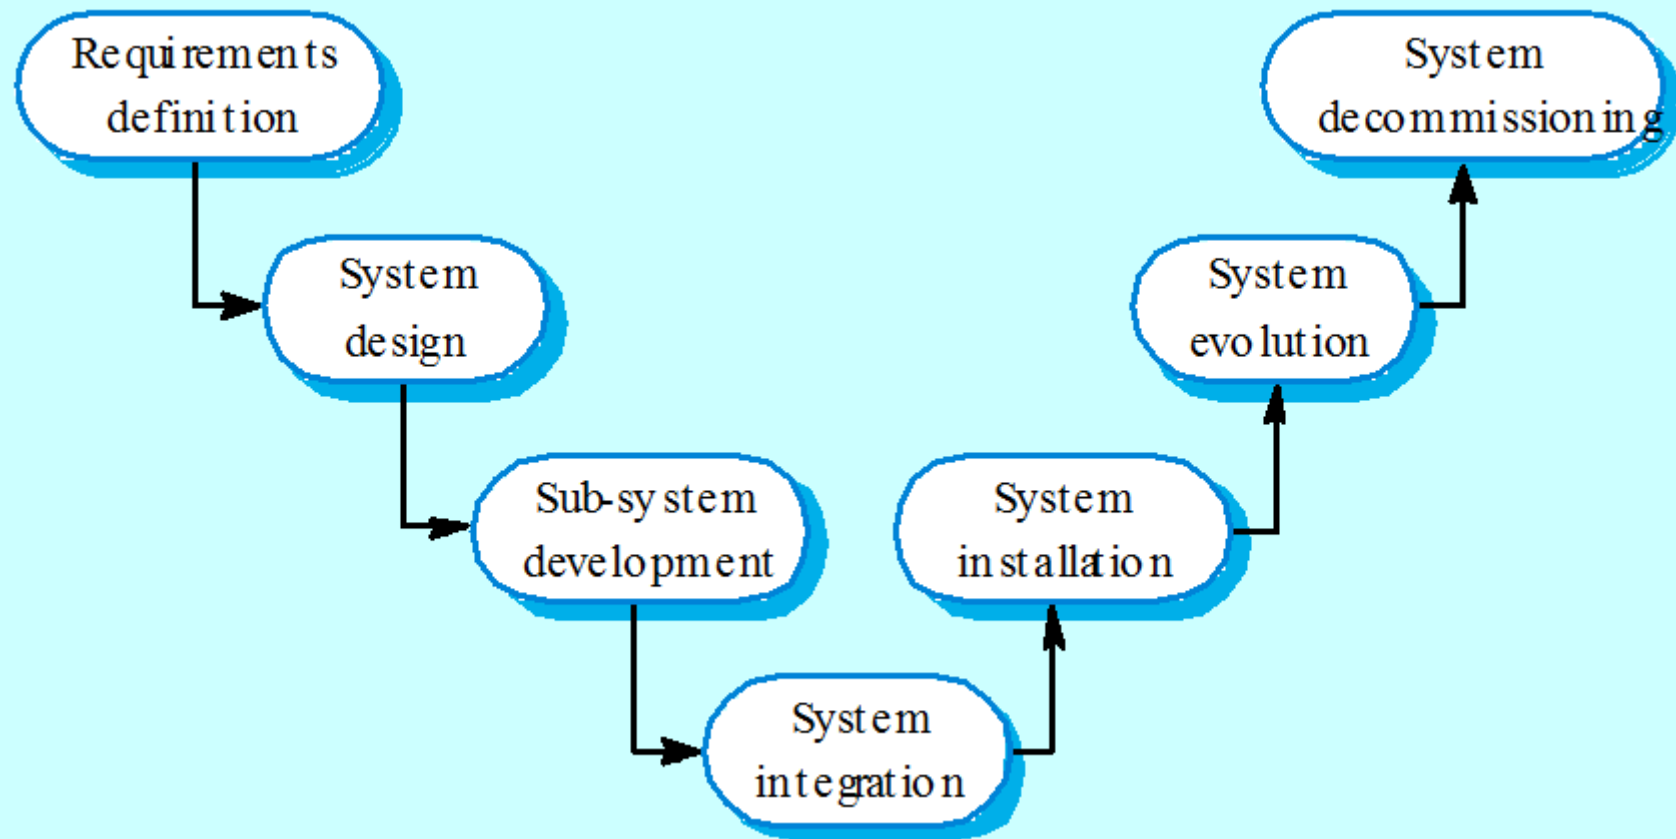 Requirements
definition
System
design
Sub-system
development
System
integration
System
installation
System
evolution
System
decommissioning